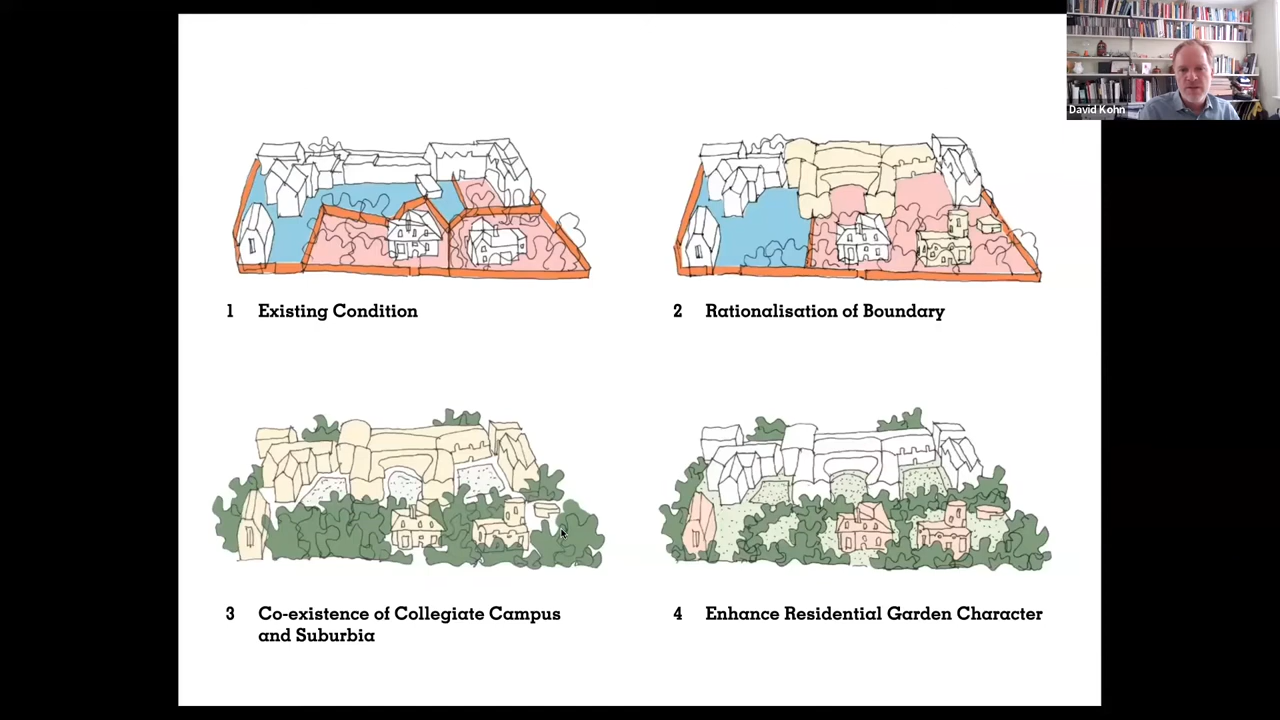 David Kohn
1 Existing Condition
2 Rationalisation of Boundary
3 Co-existence of Collegiate Campus
and Suburbia
4 Enhance Residential Garden Character